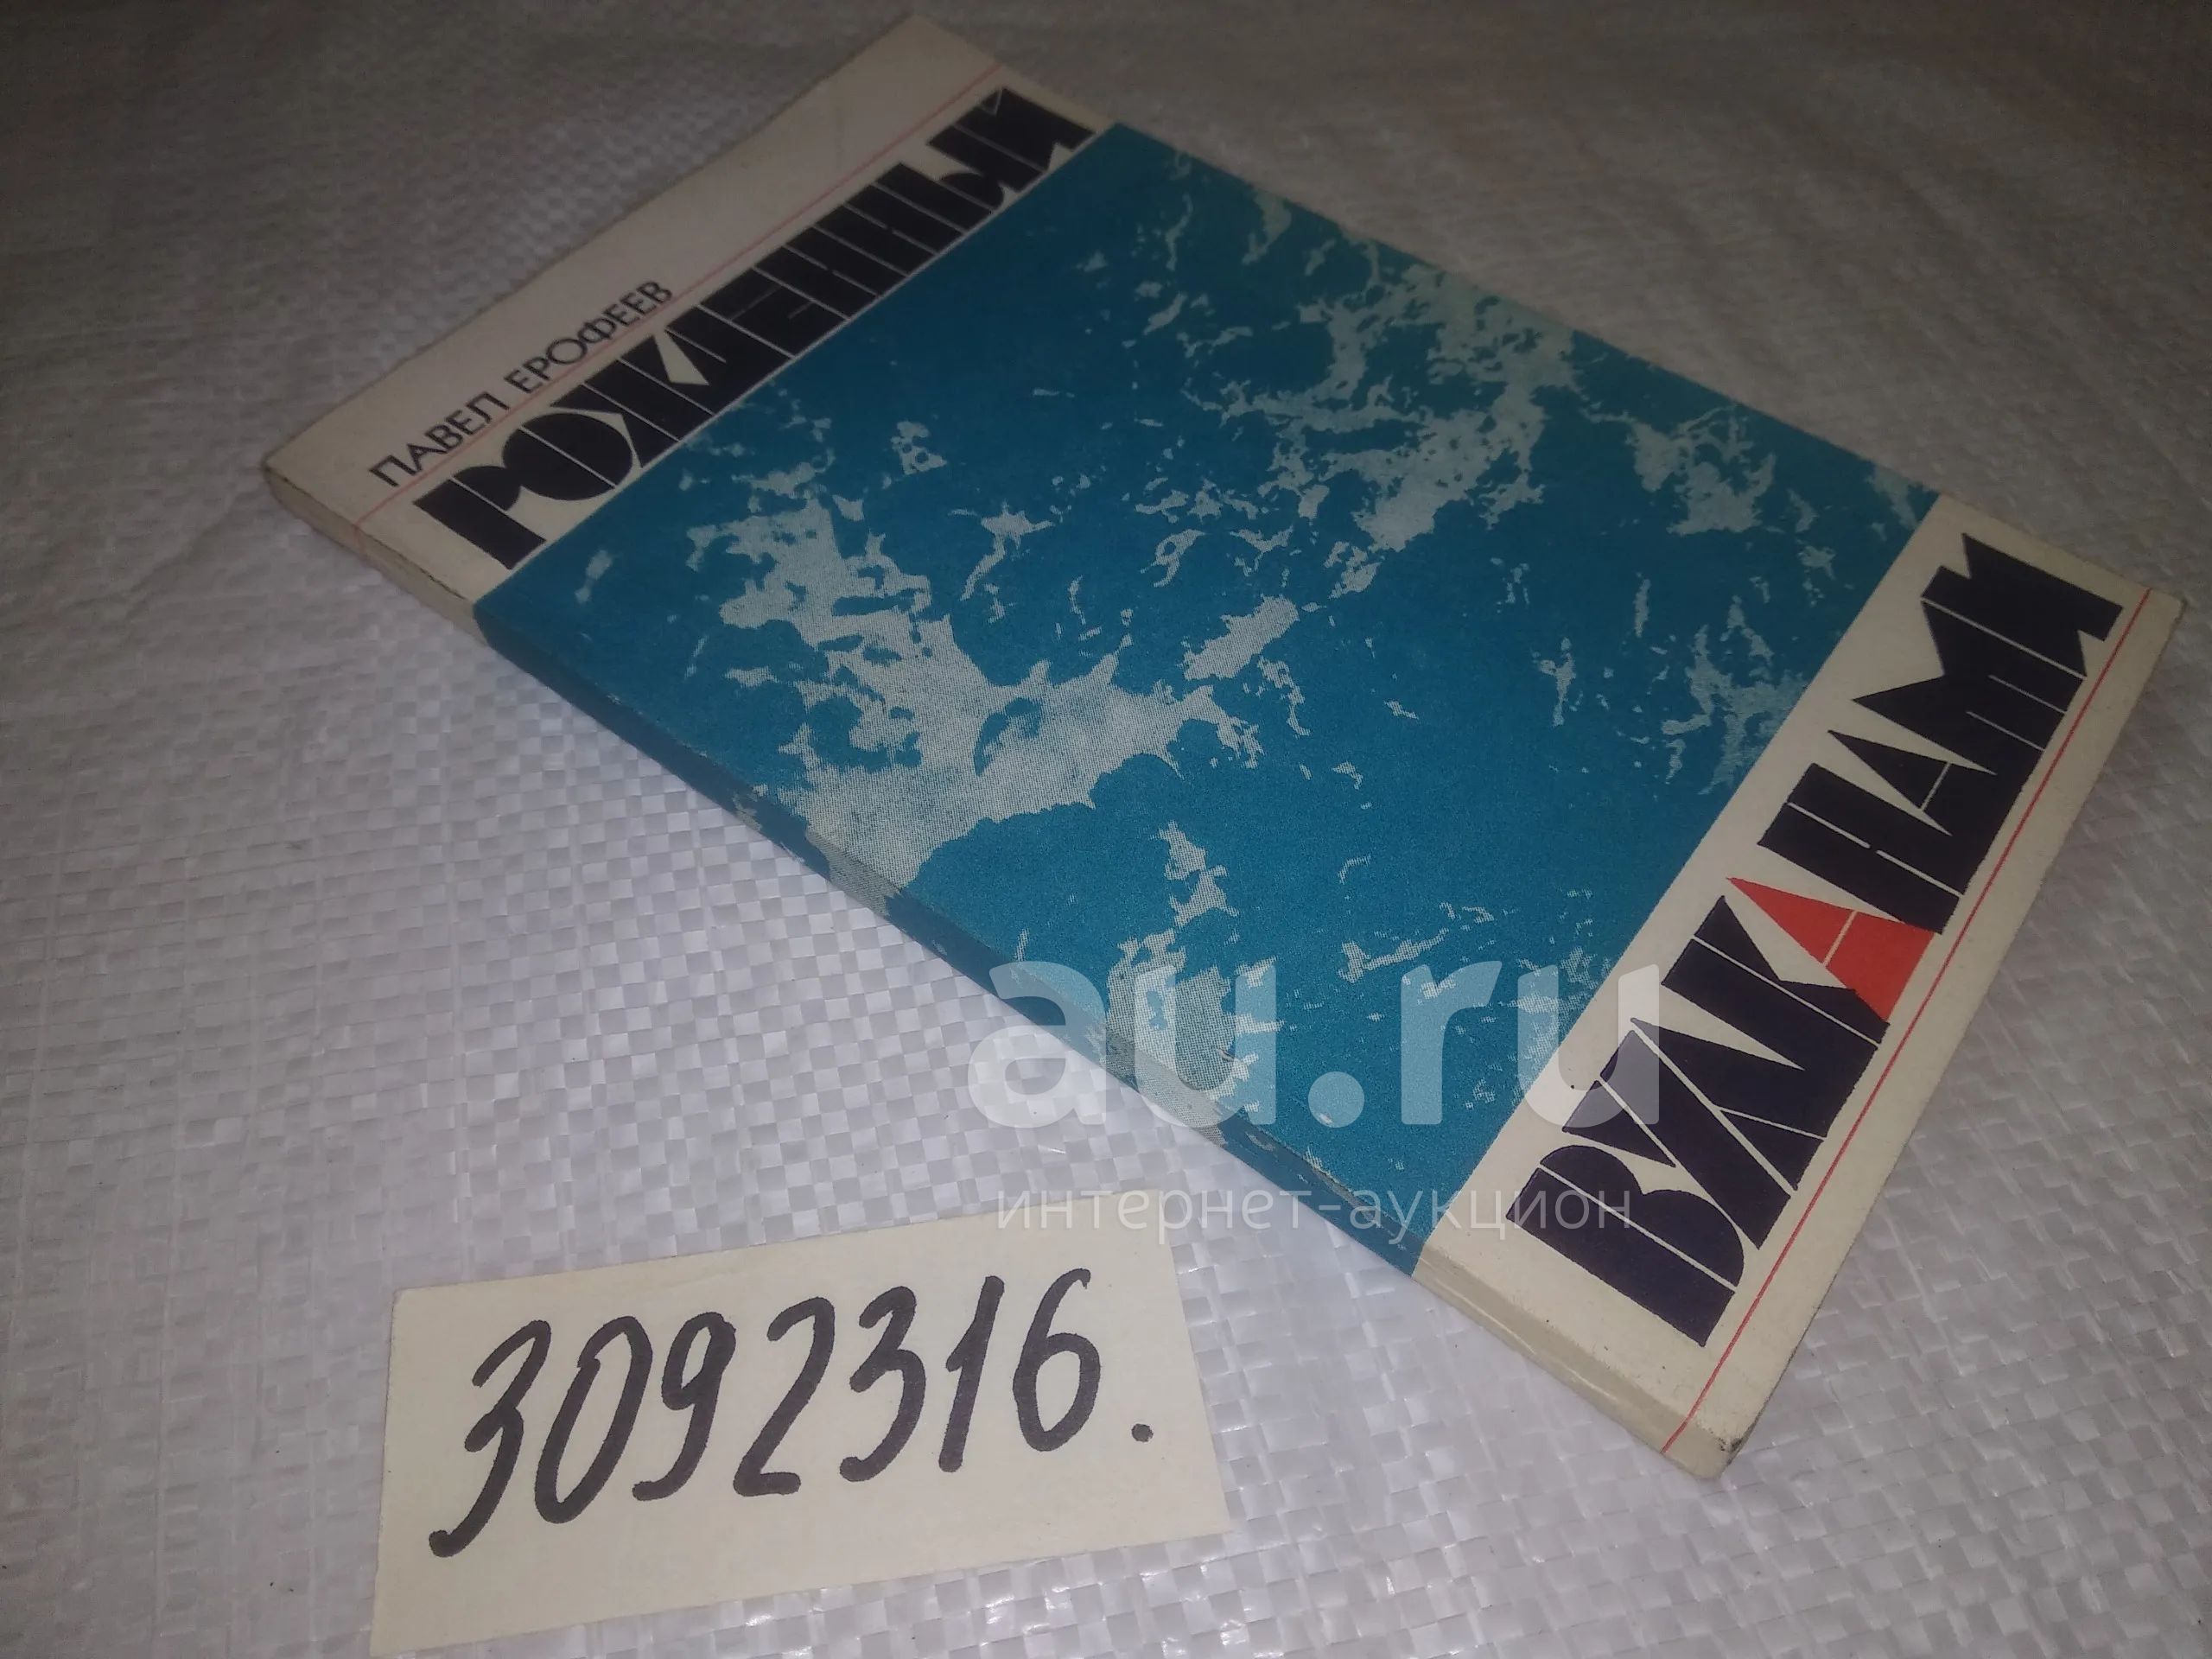 ПАВЕЛ ЕРОФЕЕВ
РОЖДЕННЫЙ
ВУЛКАНАМИ
au.ru
интернет-аукцион
3092316.